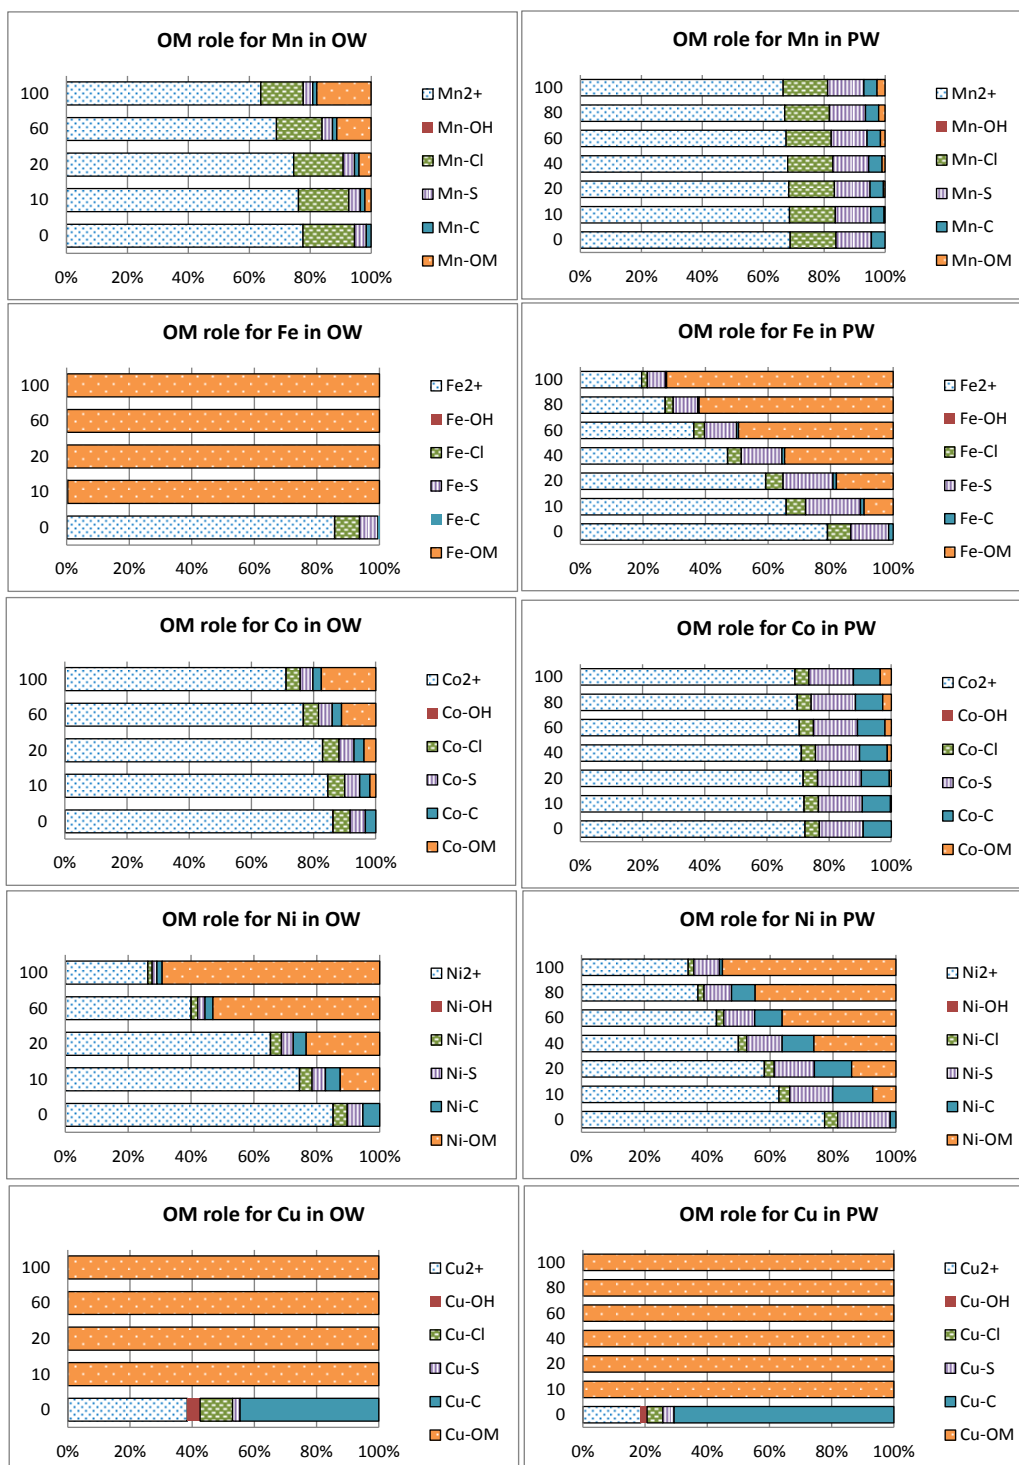 OM role for Mn in OW
100
60
20
10
0
0% 20% 40% 60% 80% 100%
Mn2+
Mn-OH
Mn-Cl
Mn-S
Mn-C
Mn-OM
OM role for Mn in PW
100
80
60
40
20
10
0
0% 20% 40% 60% 80% 100%
Mn2+
Mn-OH
Mn-Cl
Mn-S
Mn-C
Mn-OM
OM role for Fe in OW
100
60
20
10
0
0% 20% 40% 60% 80% 100%
Fe2+
Fe-OH
Fe-Cl
Fe-S
Fe-C
Fe-OM
OM role for Fe in PW
100
80
60
40
20
10
0
0% 20% 40% 60% 80% 100%
Fe2+
Fe-OH
Fe-Cl
Fe-S
Fe-C
Fe-OM
OM role for Co in OW
100
60
20
10
0
0% 20% 40% 60% 80% 100%
Co2+
Co-OH
Co-Cl
Co-S
Co-C
Co-OM
OM role for Co in PW
100
80
60
40
20
10
0
0% 20% 40% 60% 80% 100%
Co2+
Co-OH
Co-Cl
Co-S
Co-C
Co-OM
OM role for Ni in OW
100
60
20
10
0
0% 20% 40% 60% 80% 100%
Ni2+
Ni-OH
Ni-Cl
Ni-S
Ni-C
Ni-OM
OM role for Ni in PW
100
80
60
40
20
10
0
0% 20% 40% 60% 80% 100%
Ni2+
Ni-OH
Ni-Cl
Ni-S
Ni-C
Ni-OM
OM role for Cu in OW
100
60
20
10
0
0% 20% 40% 60% 80% 100%
Cu2+
Cu-OH
Cu-Cl
Cu-S
Cu-C
Cu-OM
OM role for Cu in PW
100
80
60
40
20
10
0
0% 20% 40% 60% 80% 100%
Cu2+
Cu-OH
Cu-Cl
Cu-S
Cu-C
Cu-OM